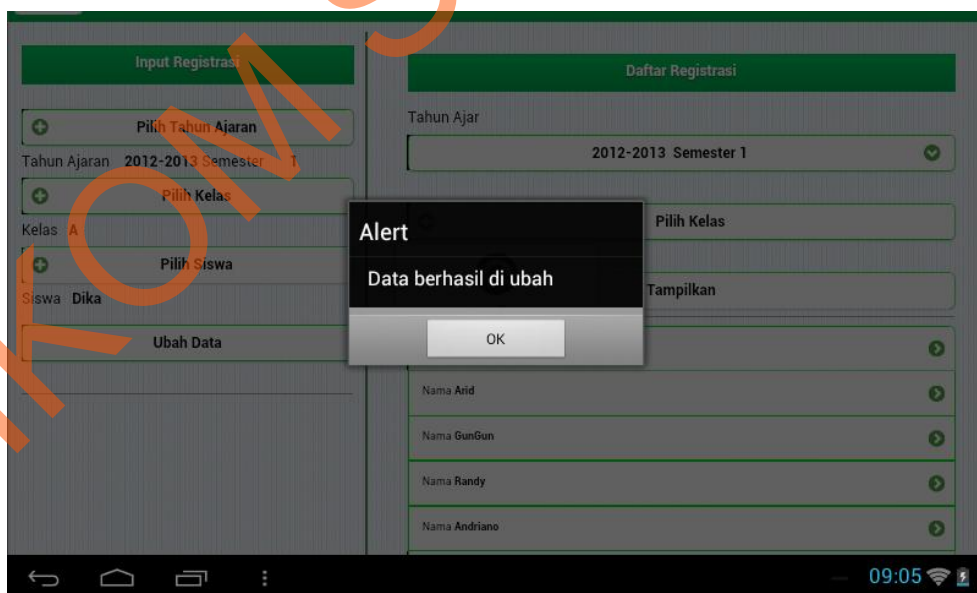 Input Registrasi
Pilih Tahun Ajaran
Tahun Ajaran 2012-2013 Semester 1
Pilih Kelas
Kelas A
Pilih Siswa
Siswa Dika
Ubah Data
Daftar Registrasi
Tahun Ajar
2012-2013 Semester 1
Pilih Kelas
Tampilkan
Nama Arid
Nama GunGun
Nama Randy
Nama Andriano
Alert
Data berhasil di ubah
OK
09:05
IKOM S